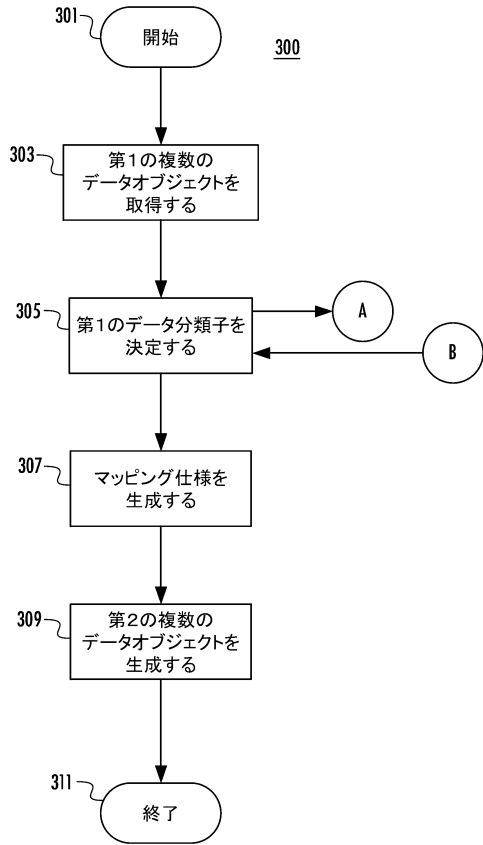 301
開始
300
303
第1の複数の
データオブジェクトを
取得する
305
第1のデータ分類子を
決定する
A
B
307
マッピング仕様を
生成する
309
第2の複数の
データオブジェクトを
生成する
311
終了